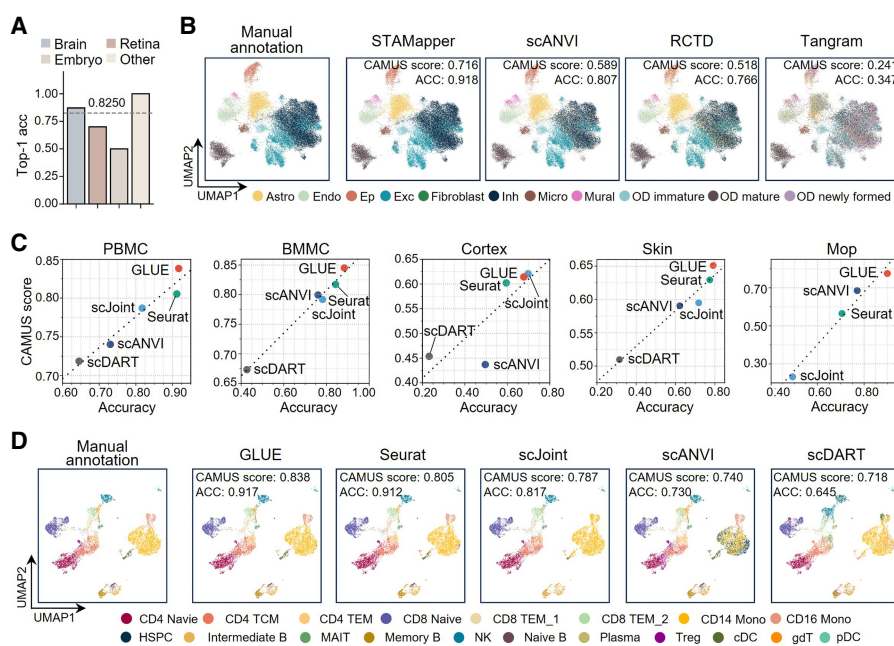 A
Brain
Retina
Embryo
Other
Top-1 acc
1.00
0.75
0.50
0.25
0.00
0.8250
B
Manual
annotation
STAMapper
scANVI
RCTD
Tangram
CAMUS score: 0.716
ACC: 0.918
CAMUS score: 0.589
ACC: 0.807
CAMUS score: 0.518
ACC: 0.766
CAMUS score: 0.241
ACC: 0.347
UMAP2
UMAP1
Astro Endo Ep Exc Fibroblast Inh Micro Mural OD immature OD mature OD newly formed
C
PBMC
BMMC
Cortex
Skin
Mop
CAMUS score
0.85
0.80
0.75
0.70
GLUE
scJoint
Seurat
scANVI
scDART
0.60 0.70 0.80 0.90
Accuracy
0.85
0.80
0.75
0.70
0.65
GLUE
scANVI
Seurat
scJoint
scDART
0.40 0.60 0.80 1.00
Accuracy
0.65
0.60
0.55
0.50
0.45
0.40
GLUE
Seurat
scJoint
scDART
scANVI
0.20 0.40 0.60 0.80
Accuracy
0.65
0.60
0.55
0.50
GLUE
Seurat
scANVI
scJoint
scDART
0.20 0.40 0.60 0.80
Accuracy
0.70
0.50
0.30
GLUE
scANVI
Seurat
scJoint
0.40 0.60 0.80
Accuracy
D
Manual
annotation
GLUE
Seurat
scJoint
scANVI
scDART
CAMUS score: 0.838
ACC: 0.917
CAMUS score: 0.805
ACC: 0.912
CAMUS score: 0.787
ACC: 0.817
CAMUS score: 0.740
ACC: 0.730
CAMUS score: 0.718
ACC: 0.645
UMAP2
UMAP1
CD4 Navie CD4 TCM CD4 TEM CD8 Naive CD8 TEM_1 CD8 TEM_2 CD14 Mono CD16 Mono
HSPC Intermediate B MAIT Memory B NK Naive B Plasma Treg cDC gdT pDC